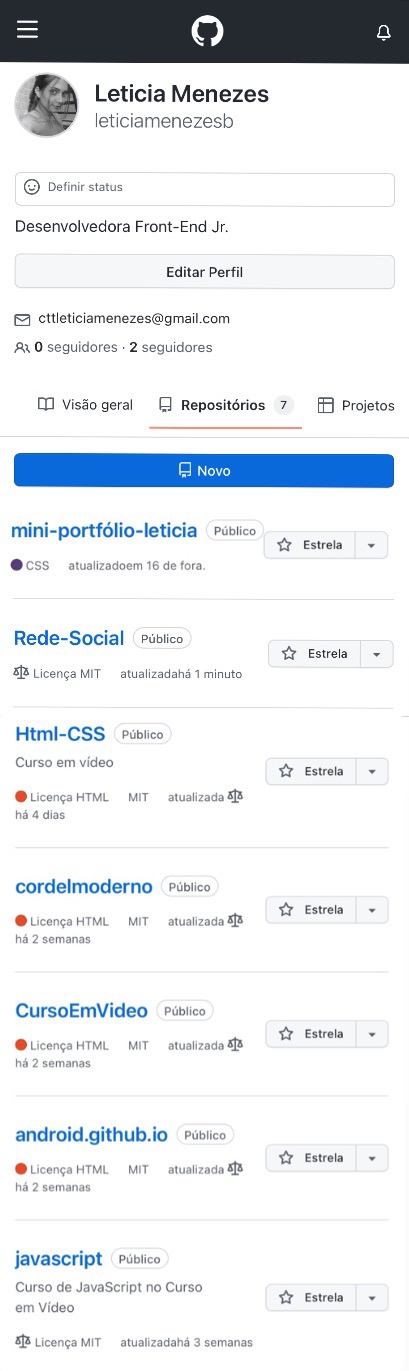 Leticia Menezes
leticiamenezesb
Definir status
Desenvolvedora Front-End Jr.
Editar Perfil
cttleticiamenezes@gmail.com
0 seguidores · 2 seguidores
Visão geral Repositórios 7 Projetos
Novo
mini-portfólio-leticia Público Estrela
CSS atualizadoem 16 de fora.
Rede-Social Público Estrela
Licença MIT atualizadahá 1 minuto
Html-CSS Público
Curso em vídeo Estrela
Licença HTML MIT atualizada
há 4 dias
cordelmoderno Público Estrela
Licença HTML MIT atualizada
há 2 semanas
CursoEmVideo Público Estrela
Licença HTML MIT atualizada
há 2 semanas
android.github.io Público Estrela
Licença HTML MIT atualizada
há 2 semanas
javascript Público
Curso de JavaScript no Curso Estrela
em Vídeo
Licença MIT atualizadahá 3 semanas